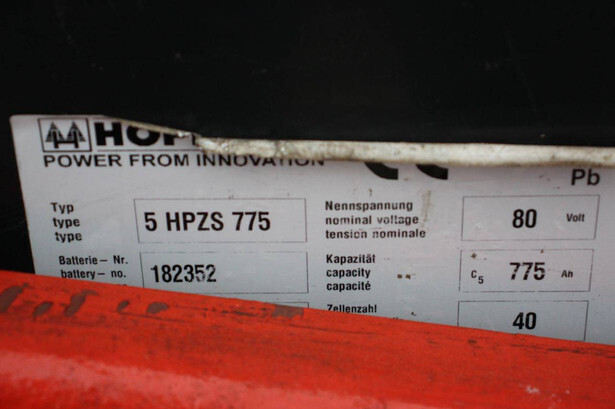 HOPP
POWER FROM INNOVATION
Pb
Typ
type
type
5 HPZS 775
Nennspannung
nominal voltage
tension nominale
80 Volt
Batterie - Nr.
battery - no.
182352
Kapazität
capacity
capacité
C5 775 Ah
Zellenzahl
40